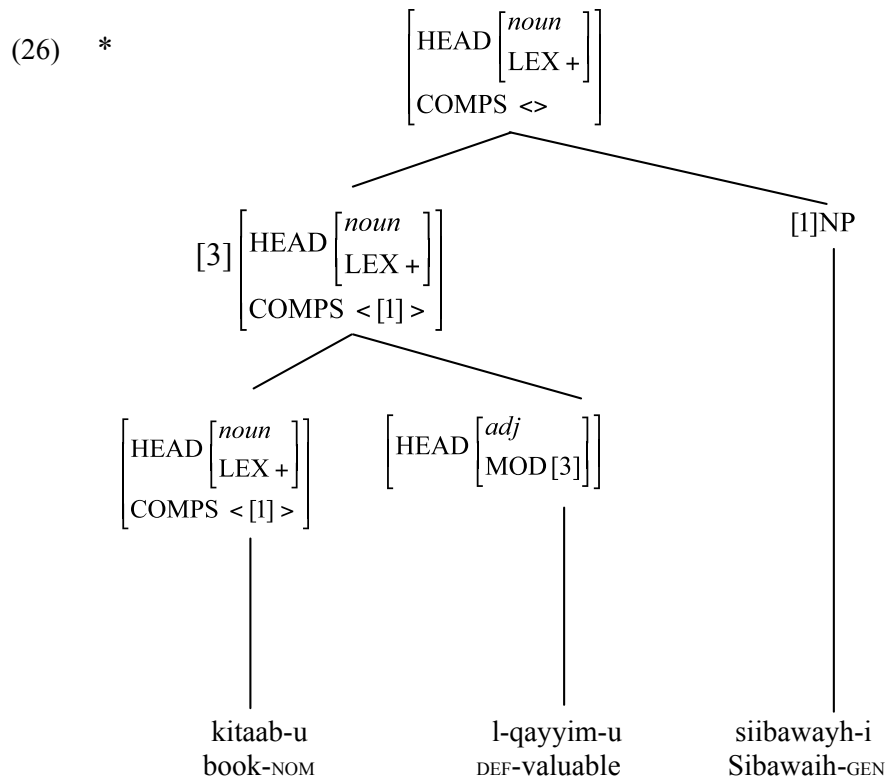 (26) *
HEAD [noun
LEX +]
COMPS <>
[3] HEAD [noun
LEX +]
COMPS < [1] >
[1]NP
HEAD [noun
LEX +]
COMPS < [1] >
HEAD [adj
MOD [3]]
kitaab-u l-qayyim-u siibawayh-i
book-NOM DEF-valuable Sibawaih-GEN